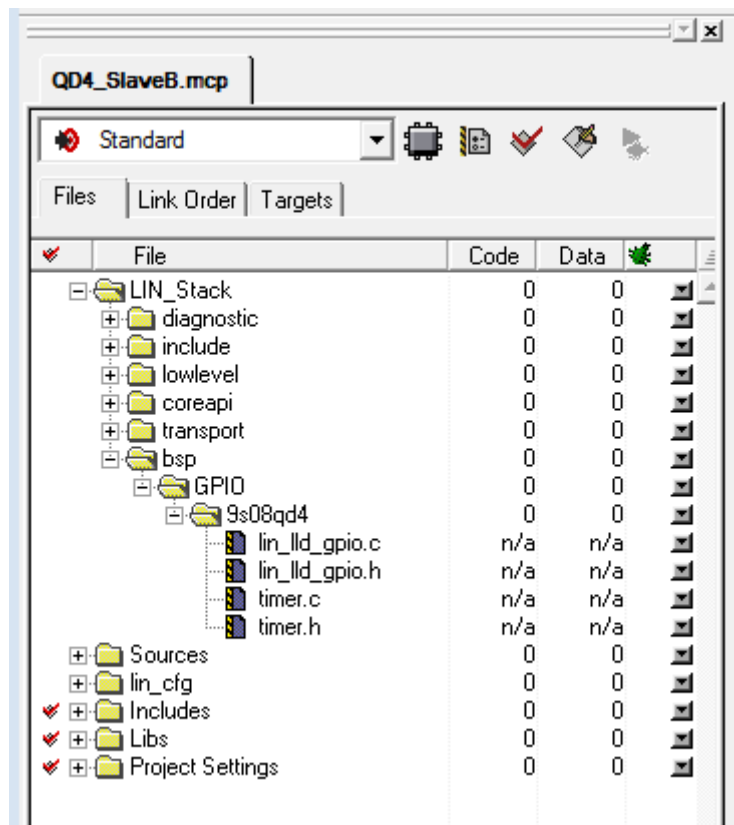 QD4_SlaveB.mcp
Standard
Files Link Order Targets
File Code Data
LIN_Stack 0 0
diagnostic 0 0
include 0 0
lowlevel 0 0
coreapi 0 0
transport 0 0
bsp 0 0
GPIO 0 0
9s08qd4 0 0
lin_lld_gpio.c n/a n/a
lin_lld_gpio.h n/a n/a
timer.c n/a n/a
timer.h n/a n/a
Sources 0 0
lin_cfg 0 0
Includes 0 0
Libs 0 0
Project Settings 0 0